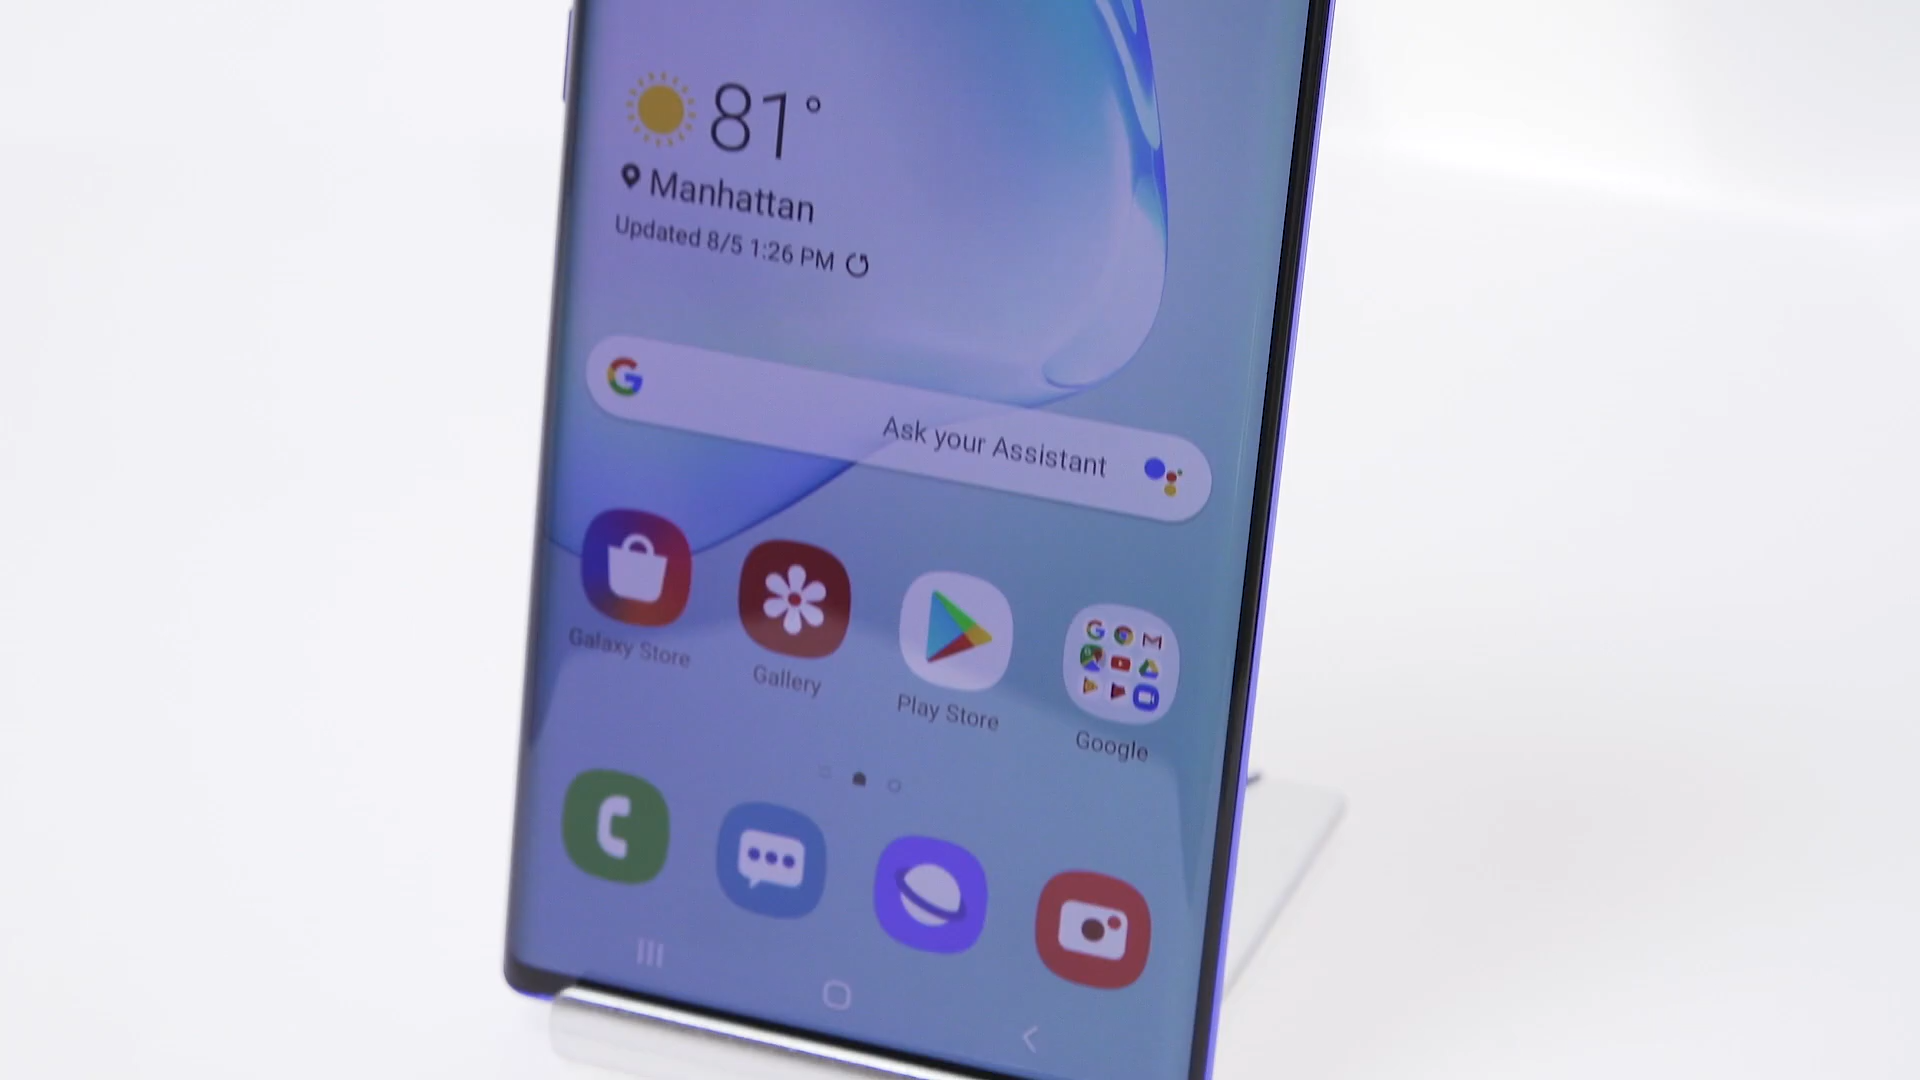 81°
Manhattan
Updated 8/5 1:26 PM
Ask your Assistant
Galaxy Store
Gallery
Play Store
Google